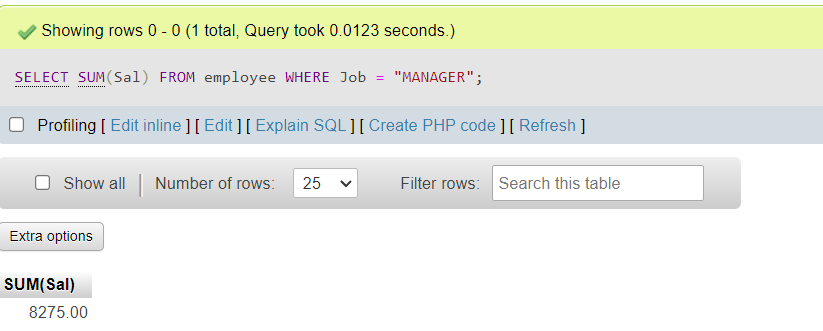 Showing rows 0 - 0 (1 total, Query took 0.0123 seconds.)
SELECT SUM(Sal) FROM employee WHERE Job = "MANAGER";
Profiling [ Edit inline ] [ Edit ] [ Explain SQL ] [ Create PHP code ] [ Refresh ]
Show all | Number of rows: 25 Filter rows: Search this table
Extra options
SUM(Sal)
8275.00